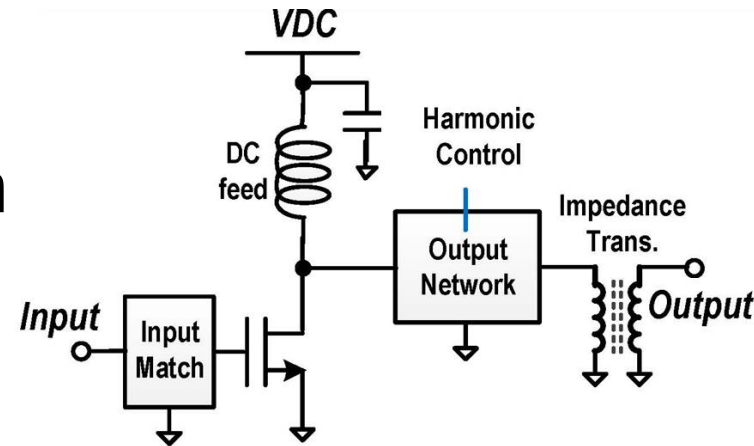 VDC
DC
feed
Harmonic
Control
Impedance
Trans.
Output
Network
Output
Input
Input
Match